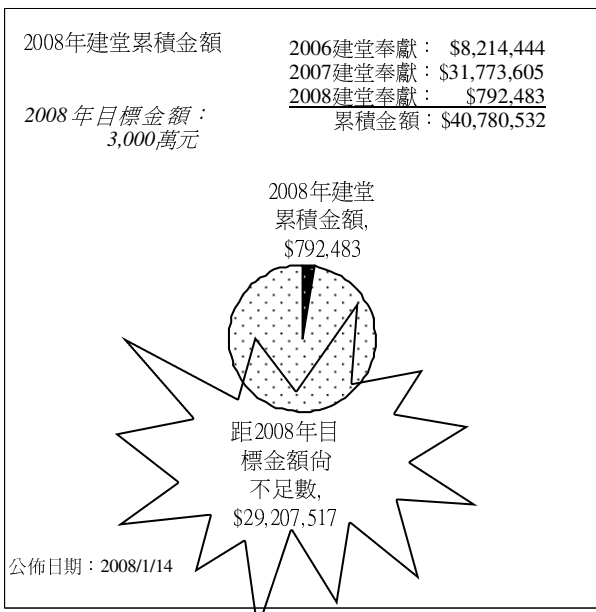 2008年建堂累積金額
2008年目標金額：
3,000萬元
2006建堂奉獻： $8,214,444
2007建堂奉獻：$31,773,605
2008建堂奉獻： $792,483
累積金額：$40,780,532
2008年建堂
累積金額,
$792,483
距2008年目
標金額尚
不足數,
$29,207,517
公佈日期：2008/1/14